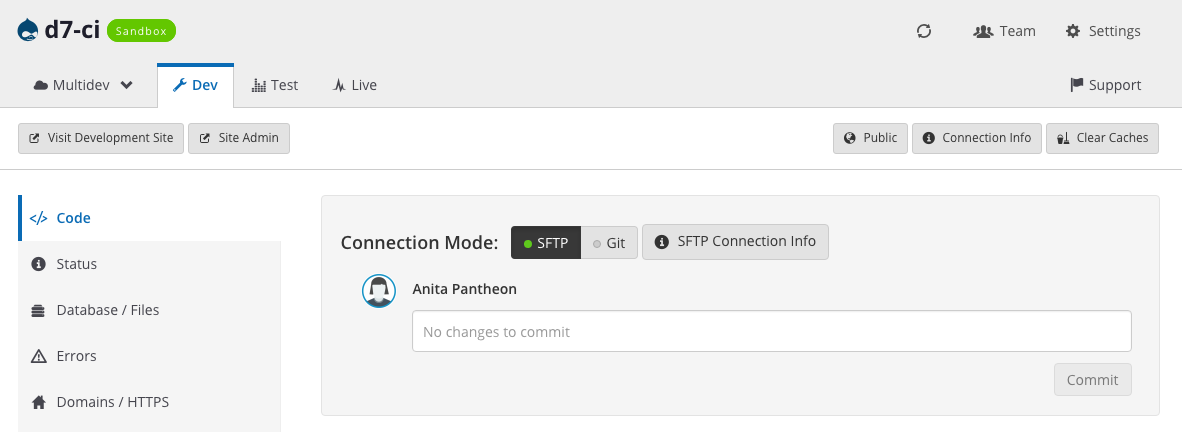 d7-ci Sandbox Team Settings
Multidev Dev Test Live Support
Visit Development Site Site Admin Public Connection Info Clear Caches
</> Code
Connection Mode: SFTP Git SFTP Connection Info
Status
Anita Pantheon
Database / Files
No changes to commit
Errors
Commit
Domains / HTTPS